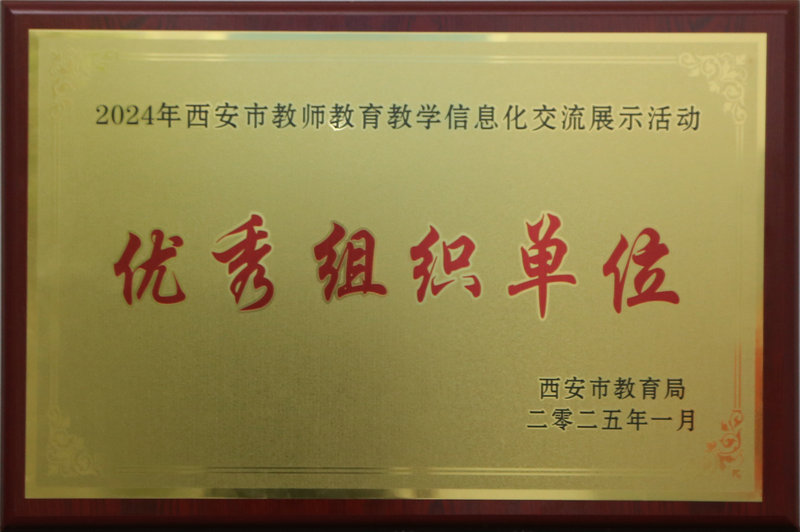 2024年西安市教师教育教学信息化交流展示活动
优秀组织单位
西安市教育局
二零二五年一月